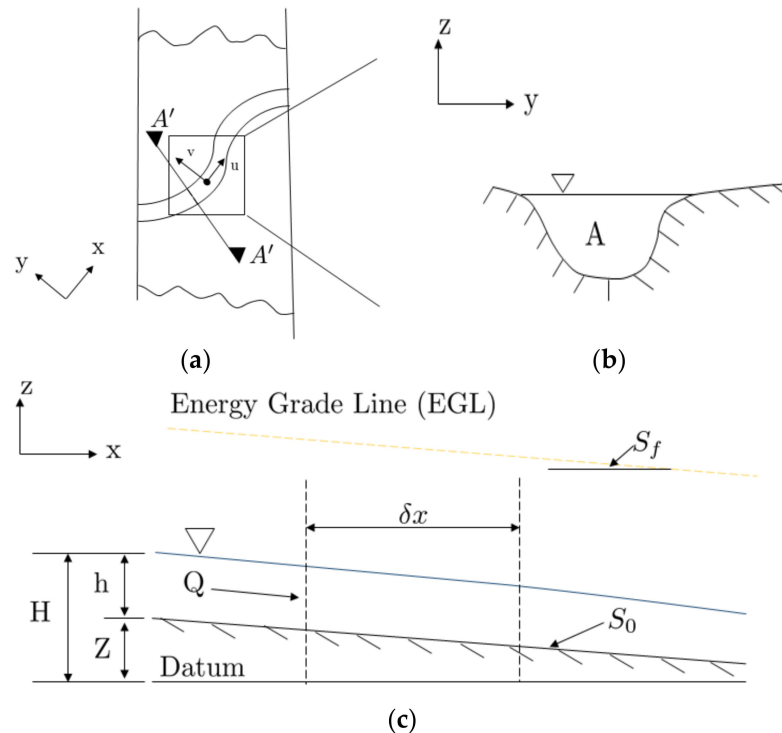 A′
v
u
A′
y
x
(a)
z
y
A
(b)
z
x
Energy Grade Line (EGL)
S_f
δx
h
Q
H
Z
S_0
Datum
(c)